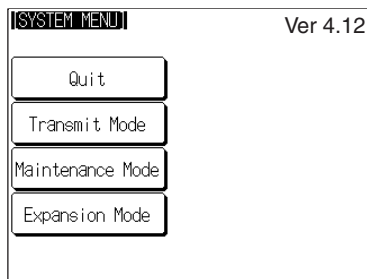 [SYSTEM MENU]
Ver 4.12
Quit
Transmit Mode
Maintenance Mode
Expansion Mode